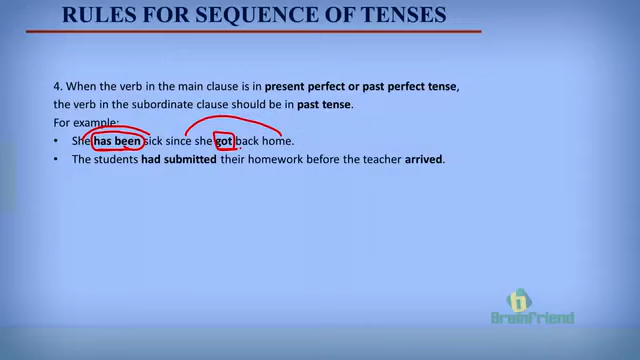 RULES FOR SEQUENCE OF TENSES
4. When the verb in the main clause is in present perfect or past perfect tense,
the verb in the subordinate clause should be in past tense.
For example:
• She has been sick since she got back home.
• The students had submitted their homework before the teacher arrived.
Brainfriend